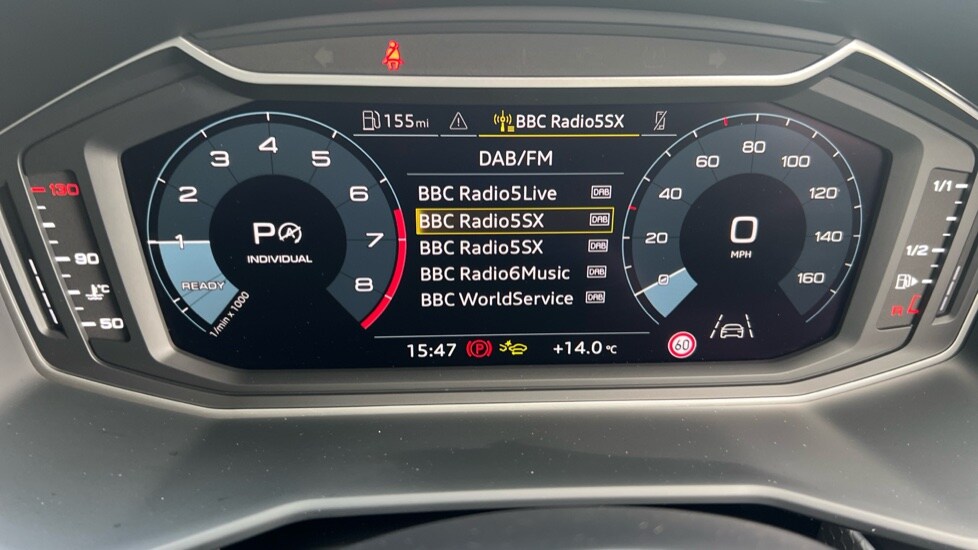 155mi
BBC Radio5SX
DAB/FM
BBC Radio5Live DAB
BBC Radio5SX DAB
BBC Radio5SX DAB
BBC Radio6Music DAB
BBC WorldService DAB
15:47 (P) +14.0 °C
1 2 3 4 5 6 7 8
READY
1/min x 1000
P A
INDIVIDUAL
0 20 40 60 80 100 120 140 160
0
MPH
60
130
90
°C
50
1/1
1/2
R